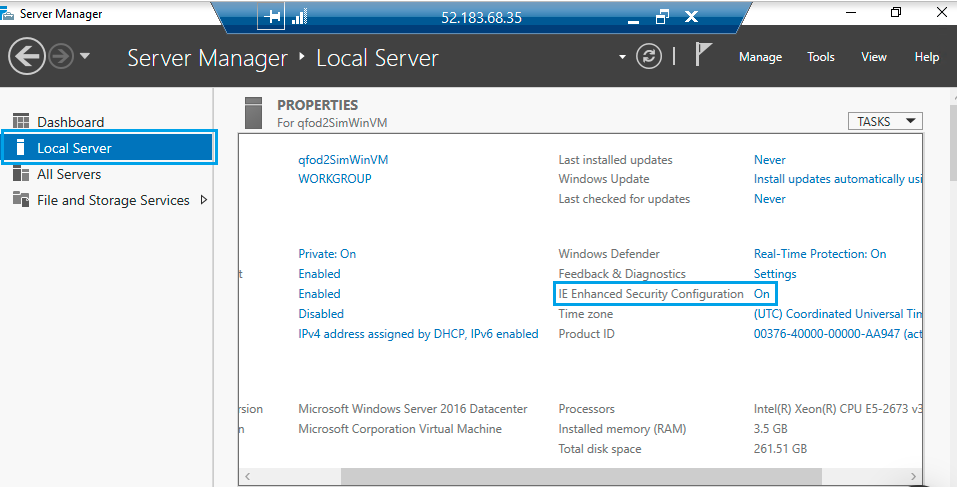 Server Manager
52.183.68.35
Server Manager ‣ Local Server
Manage Tools View Help
Dashboard
Local Server
All Servers
File and Storage Services
PROPERTIES
For qfod2SimWinVM
TASKS
qfod2SimWinVM Last installed updates Never
WORKGROUP Windows Update Install updates automatically usi
Last checked for updates Never
Private: On Windows Defender Real-Time Protection: On
t Enabled Feedback & Diagnostics Settings
Enabled IE Enhanced Security Configuration On
Disabled Time zone (UTC) Coordinated Universal Tim
IPv4 address assigned by DHCP, IPv6 enabled Product ID 00376-40000-00000-AA947 (act
rsion Microsoft Windows Server 2016 Datacenter Processors Intel(R) Xeon(R) CPU E5-2673 v3
n Microsoft Corporation Virtual Machine Installed memory (RAM) 3.5 GB
Total disk space 261.51 GB